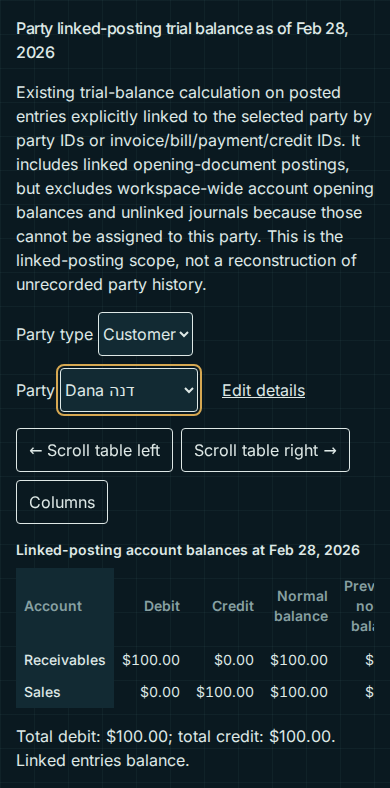 Party linked-posting trial balance as of Feb 28,
2026
Existing trial-balance calculation on posted
entries explicitly linked to the selected party by
party IDs or invoice/bill/payment/credit IDs. It
includes linked opening-document postings,
but excludes workspace-wide account opening
balances and unlinked journals because those
cannot be assigned to this party. This is the
linked-posting scope, not a reconstruction of
unrecorded party history.
Party type Customer
Party Dana דנה Edit details
← Scroll table left Scroll table right →
Columns
Linked-posting account balances at Feb 28, 2026
Account Debit Credit Normal balance
Receivables $100.00 $0.00 $100.00 $
Sales $0.00 $100.00 $100.00 $
Total debit: $100.00; total credit: $100.00.
Linked entries balance.